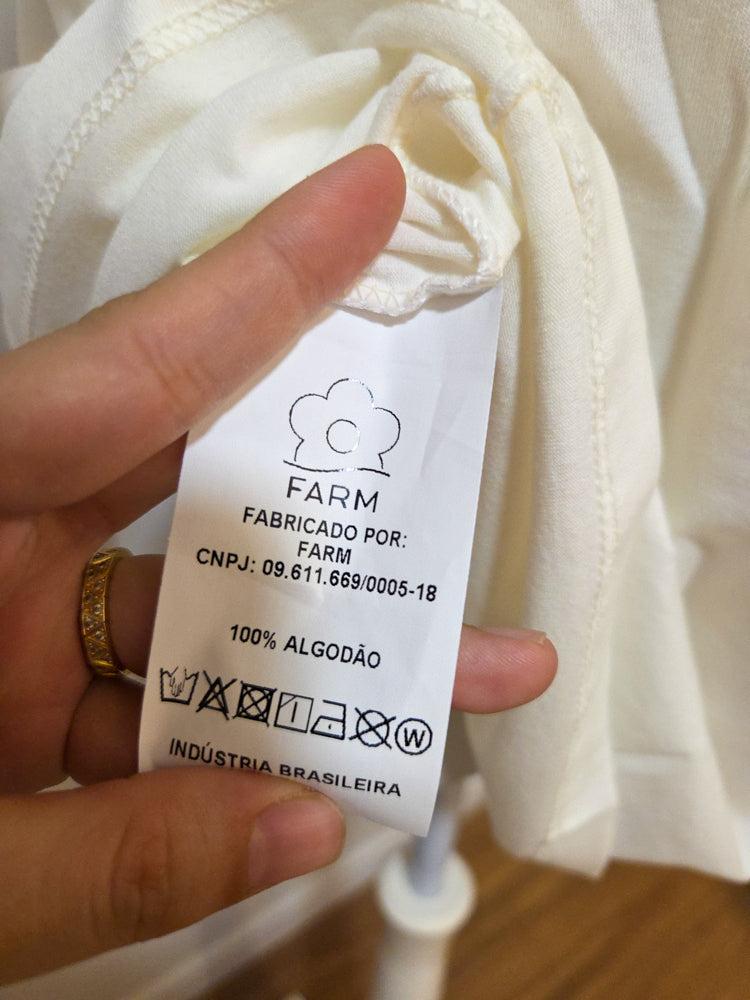 FARM
FABRICADO POR:
FARM
CNPJ: 09.611.669/0005-18
100% ALGODÃO
W
INDÚSTRIA BRASILEIRA